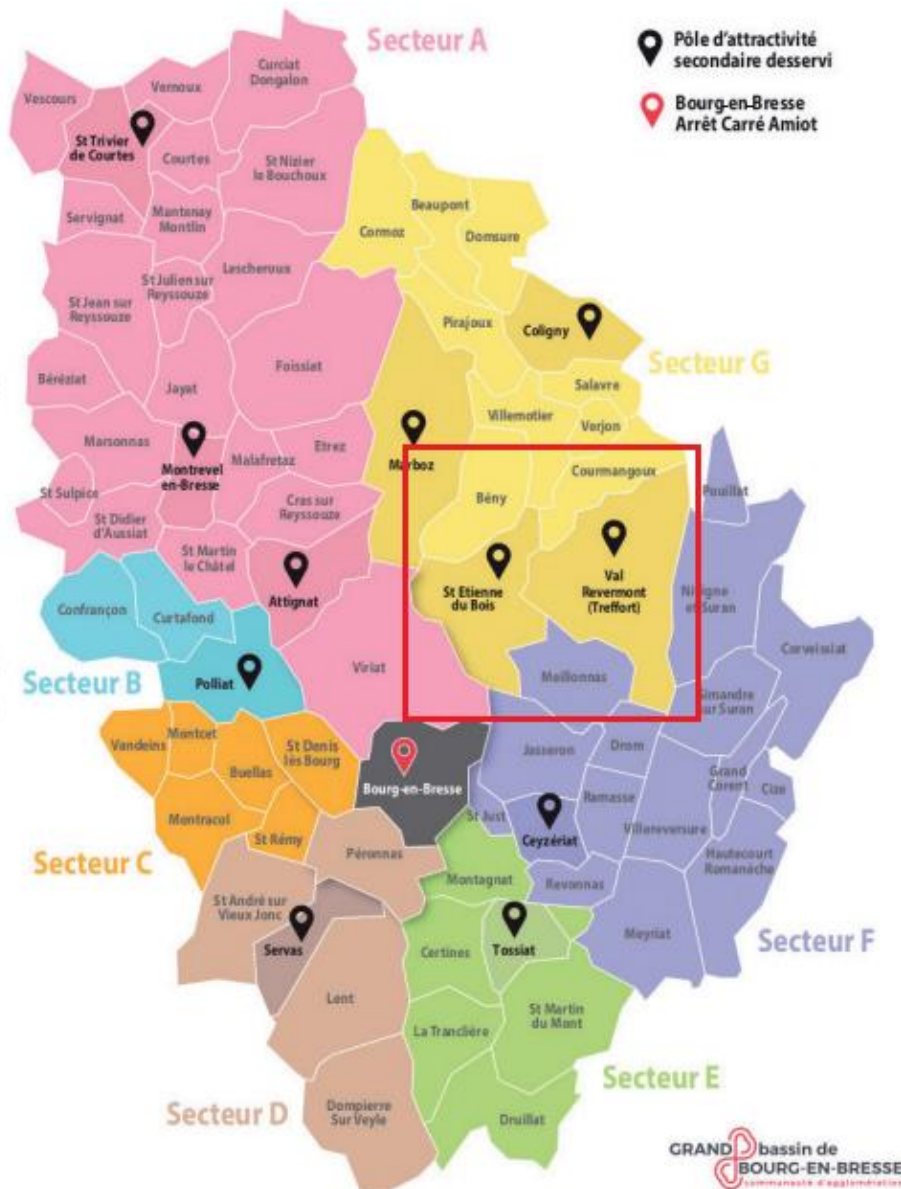 Secteur A
Pôle d'attractivité
secondaire desservi
Bourg-en-Bresse
Arrêt Carré Amiot
Curciat
Dongalon
Vernoux
Vescours
St Trivier
de Courtes
Courtes
St Nizier
le Bouchoux
Servignat
Mantenay
Montlin
Beaupont
Cormoz
Domsure
Lescheroux
St Julien sur
Reyssouze
St Jean sur
Reyssouze
Pirajoux
Coligny
Secteur G
Foissiat
Béréziat
Jayat
Salavre
Villemotier
Verjon
Marsonnas
Montrevel
en-Bresse
Malafretaz
Etrez
Marboz
Courmangoux
Pouillat
St Sulpice
Cras sur
Reyssouze
Bény
St Didier
d'Aussiat
St Martin
le Châtel
Attignat
St Etienne
du Bois
Val
Revermont
(Treffort)
Nivigne
et Suran
Confrançon
Curtafond
Corveissiat
Viriat
Secteur B
Polliat
Meillonnas
Simandre
sur Suran
Vandeins
Montcet
St Denis
lès Bourg
Buellas
Jasseron
Drom
Grand
Corent
Cize
Bourg-en-Bresse
Ramasse
Montracol
St Just
Ceyzériat
Villereversure
St Rémy
Péronnas
Hautecourt
Romanèche
Secteur C
Montagnat
Revonnas
St André sur
Vieux Jonc
Meyriat
Servas
Certines
Tossiat
Secteur F
Lent
St Martin
du Mont
La Tranclière
Secteur E
Secteur D
Dompierre
Sur Veyle
Druillat
GRAND bassin de
BOURG-EN-BRESSE
communauté d'agglomération